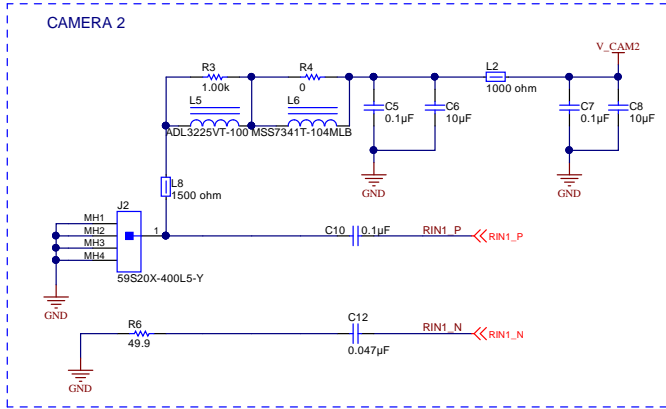 CAMERA 2
V_CAM2
R3
1.00k
R4
0
L2
1000 ohm
L5
ADL3225VT-100
L6
MSS7341T-104MLB
C5
0.1µF
C6
10µF
C7
0.1µF
C8
10µF
GND
GND
L8
1500 ohm
J2
MH1
MH2
MH3
MH4
1
59S20X-400L5-Y
GND
C10
0.1µF
RIN1_P
RIN1_P
R6
49.9
C12
0.047µF
RIN1_N
RIN1_N
GND